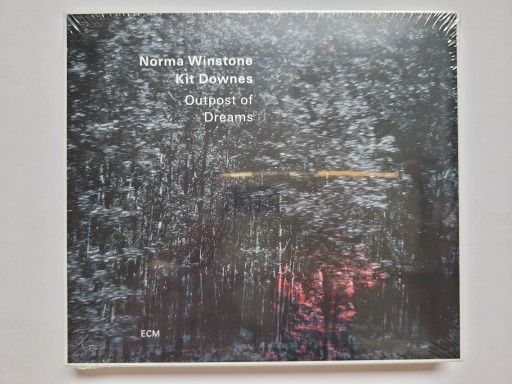 Norma Winstone
Kit Downes
Outpost of
Dreams
ECM